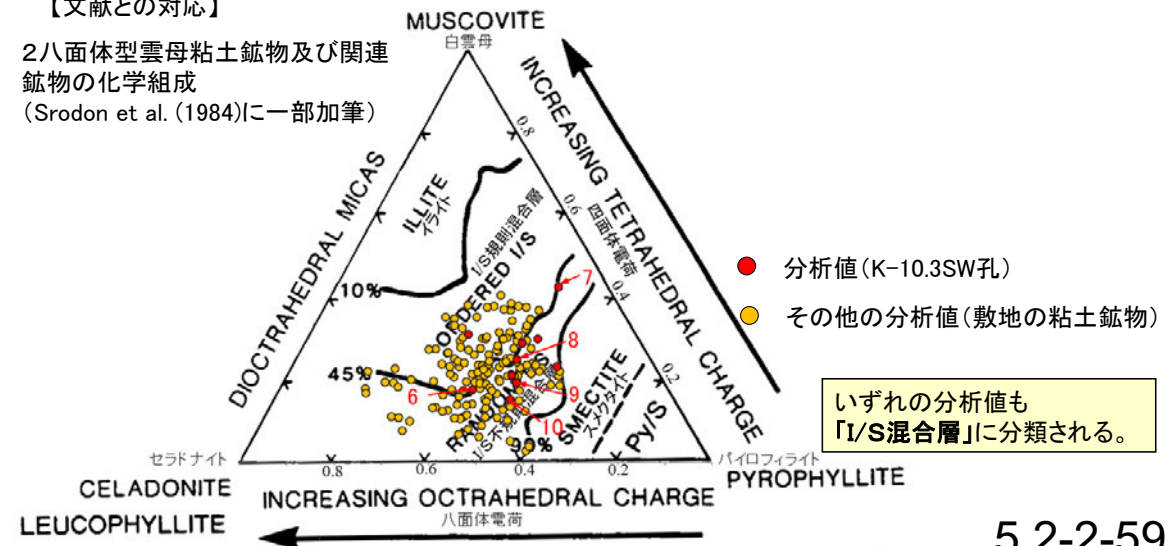 【文献との対応】
2八面体型雲母粘土鉱物及び関連
鉱物の化学組成
(Srodon et al. (1984)に一部加筆)
MUSCOVITE
白雲母
DIOCTRAHEDRAL MICAS
INCREASING TETRAHEDRAL CHARGE
四面体電荷
0.8
0.6
0.4
0.2
ILLITE
イライト
I/S規則混合層
ORDERED I/S
10%
45%
I/S不規則混合層
SMECTITE
スメクタイト
Py/S
6
7
8
9
10
分析値(K-10.3SW孔)
その他の分析値(敷地の粘土鉱物)
いずれの分析値も
「I/S混合層」に分類される。
セラドナイト
CELADONITE
LEUCOPHYLLITE
0.8
0.6
0.4
0.2
パイロフィライト
PYROPHYLLITE
INCREASING OCTRAHEDRAL CHARGE
八面体電荷
5.2-2-59